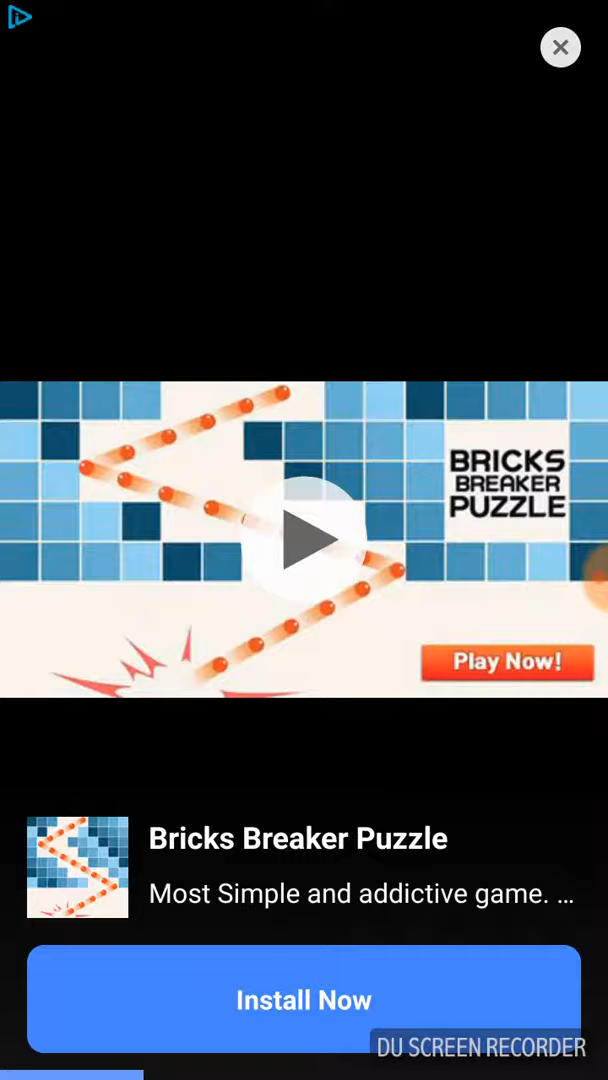 BRICKS
BREAKER
PUZZLE
Play Now!
Bricks Breaker Puzzle
Most Simple and addictive game. ...
Install Now
DU SCREEN RECORDER